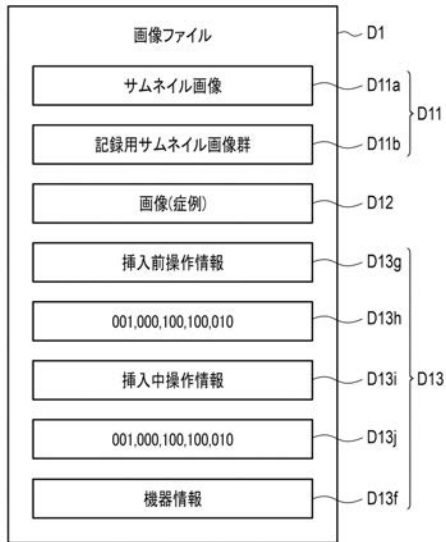 画像ファイル D1
サムネイル画像 D11a
D11
記録用サムネイル画像群 D11b
画像(症例) D12
挿入前操作情報 D13g
001,000,100,100,010 D13h
挿入中操作情報 D13i
D13
001,000,100,100,010 D13j
機器情報 D13f